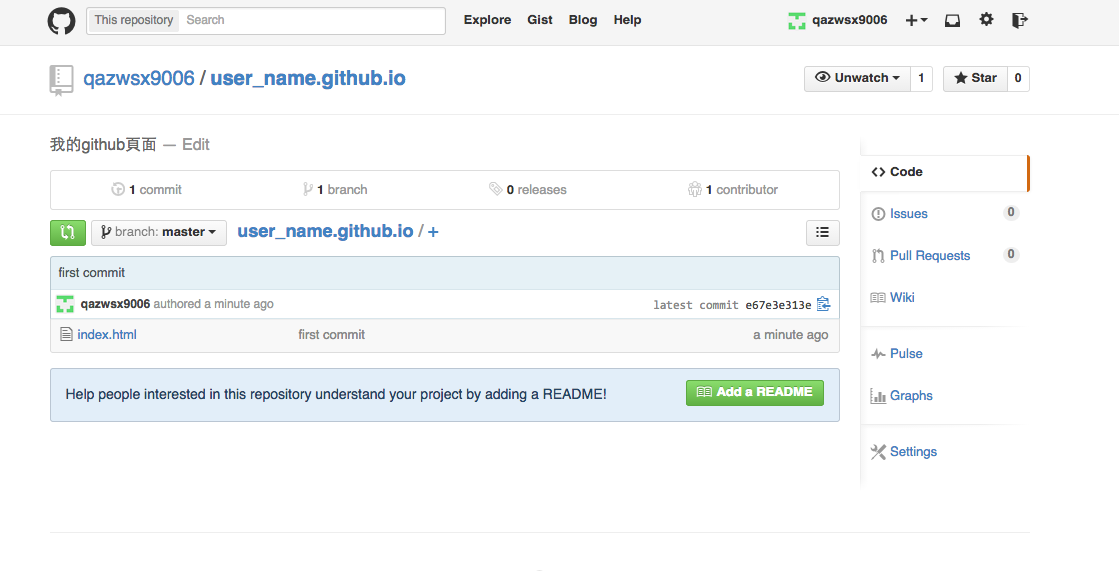 This repository Search Explore Gist Blog Help qazwsx9006
qazwsx9006 / user_name.github.io Unwatch 1 Star 0
我的github頁面 — Edit
1 commit 1 branch 0 releases 1 contributor
branch: master user_name.github.io / +
first commit
qazwsx9006 authored a minute ago latest commit e67e3e313e
index.html first commit a minute ago
Help people interested in this repository understand your project by adding a README! Add a README
Code
Issues 0
Pull Requests 0
Wiki
Pulse
Graphs
Settings